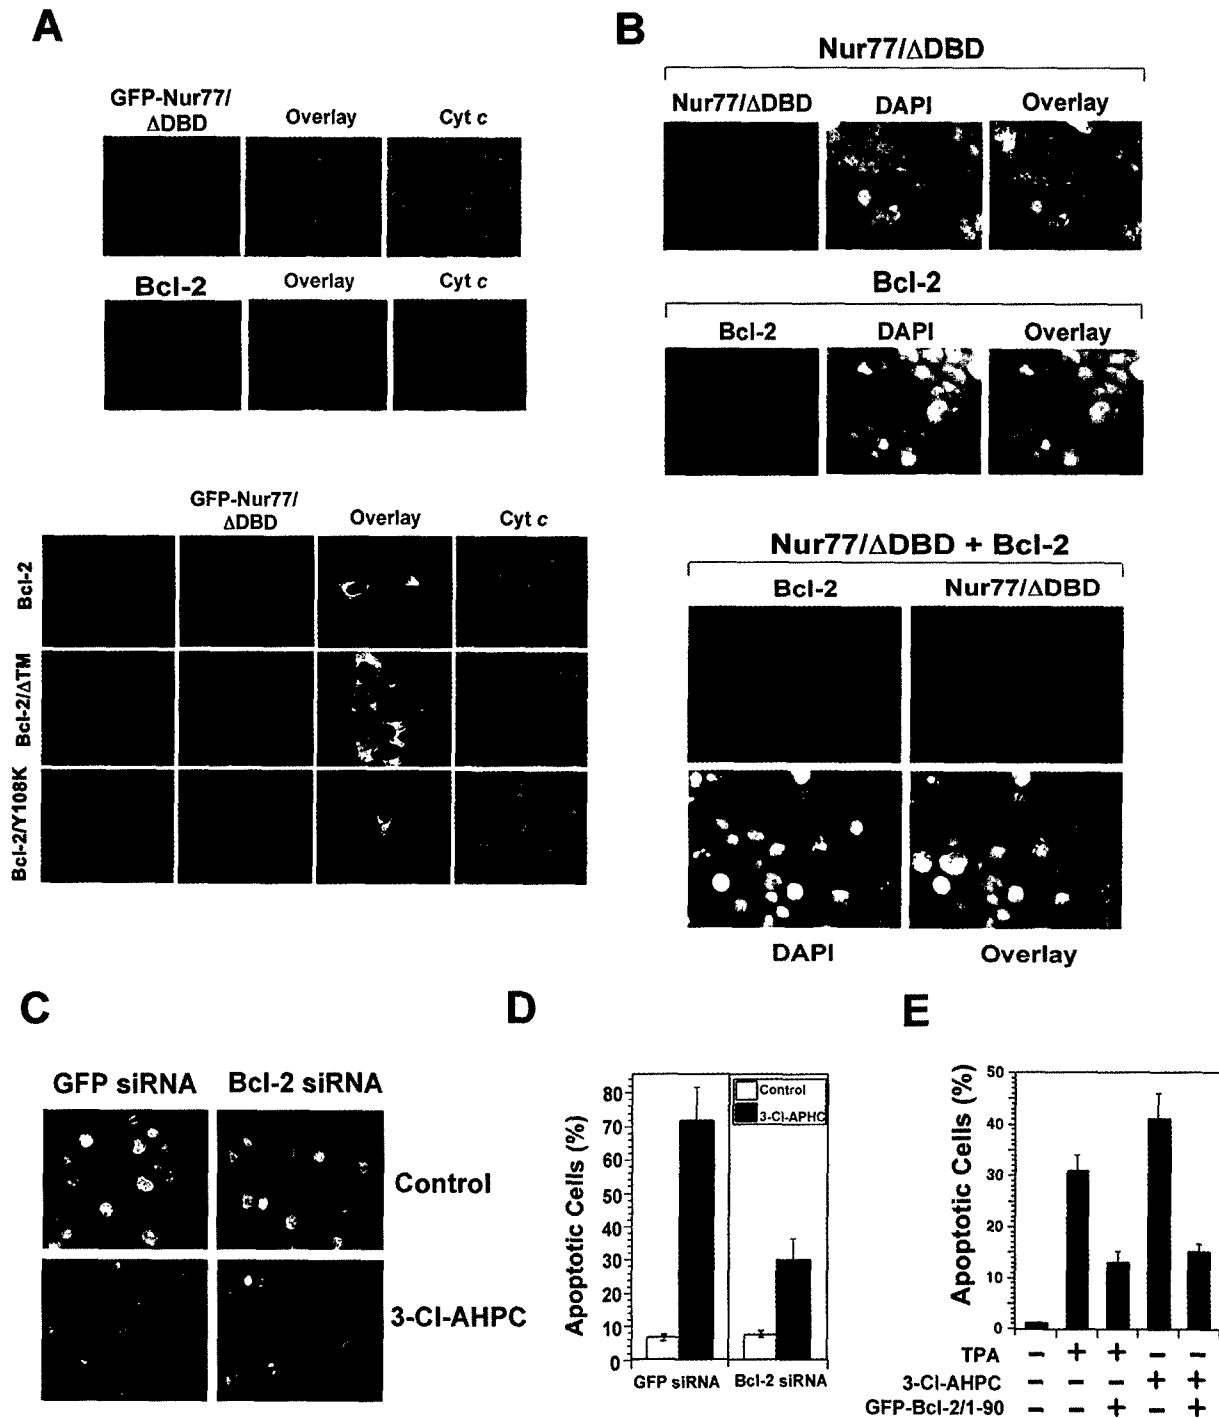 A
GFP-Nur77/
ΔDBD
Overlay
Cyt c
Bcl-2
Overlay
Cyt c
GFP-Nur77/
ΔDBD
Overlay
Cyt c
Bcl-2
Bcl-2/ΔTM
Bcl-2/Y108K
B
Nur77/ΔDBD
Nur77/ΔDBD
DAPI
Overlay
Bcl-2
Bcl-2
DAPI
Overlay
Nur77/ΔDBD + Bcl-2
Bcl-2
Nur77/ΔDBD
DAPI
Overlay
C
GFP siRNA
Bcl-2 siRNA
Control
3-Cl-AHPC
D
Apoptotic Cells (%)
80
70
60
50
40
30
20
10
0
Control
3-Cl-APHC
GFP siRNA
Bcl-2 siRNA
E
Apoptotic Cells (%)
50
40
30
20
10
0
TPA - + + - -
3-Cl-AHPC - - - + +
GFP-Bcl-2/1-90 - - + - +